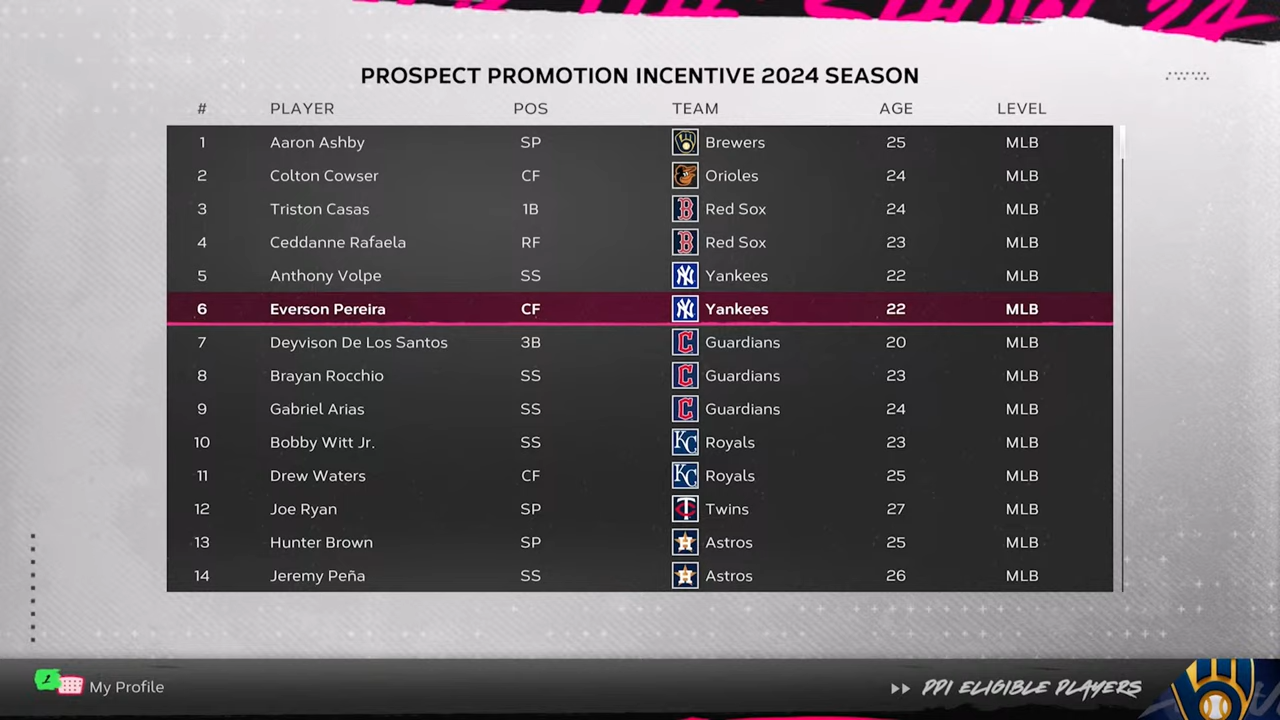 THE SHOW 24
PROSPECT PROMOTION INCENTIVE 2024 SEASON
# PLAYER POS TEAM AGE LEVEL
1 Aaron Ashby SP Brewers 25 MLB
2 Colton Cowser CF Orioles 24 MLB
3 Triston Casas 1B Red Sox 24 MLB
4 Ceddanne Rafaela RF Red Sox 23 MLB
5 Anthony Volpe SS Yankees 22 MLB
6 Everson Pereira CF Yankees 22 MLB
7 Deyvison De Los Santos 3B Guardians 20 MLB
8 Brayan Rocchio SS Guardians 23 MLB
9 Gabriel Arias SS Guardians 24 MLB
10 Bobby Witt Jr. SS Royals 23 MLB
11 Drew Waters CF Royals 25 MLB
12 Joe Ryan SP Twins 27 MLB
13 Hunter Brown SP Astros 25 MLB
14 Jeremy Peña SS Astros 26 MLB
My Profile PPI ELIGIBLE PLAYERS